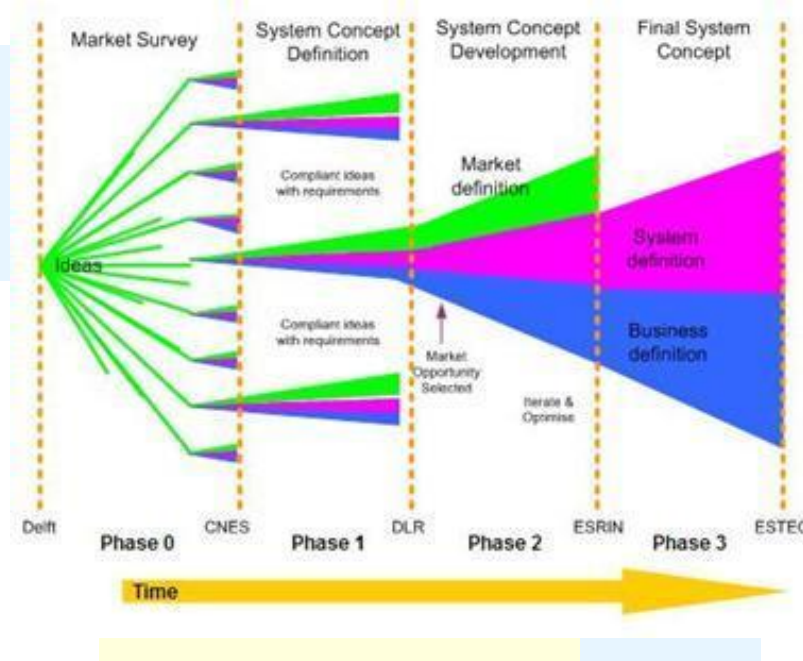 Market Survey
System Concept
Definition
System Concept
Development
Final System
Concept
Market
definition
Compliant ideas
with requirements
Ideas
System
definition
Compliant ideas
with requirements
Business
definition
Market
Opportunity
Selected
Iterate &
Optimise
Delft
CNES
DLR
ESRIN
ESTEC
Phase 0
Phase 1
Phase 2
Phase 3
Time